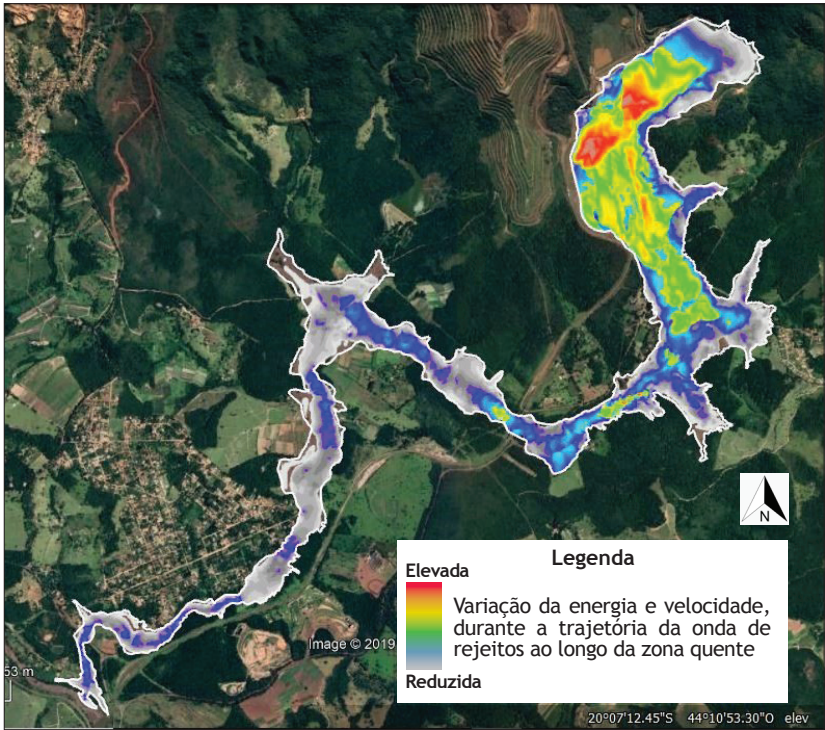 N
Legenda
Elevada
Variação da energia e velocidade,
durante a trajetória da onda de
rejeitos ao longo da zona quente
Reduzida
Image © 2019
53 m
20°07'12.45"S 44°10'53.30"O elev